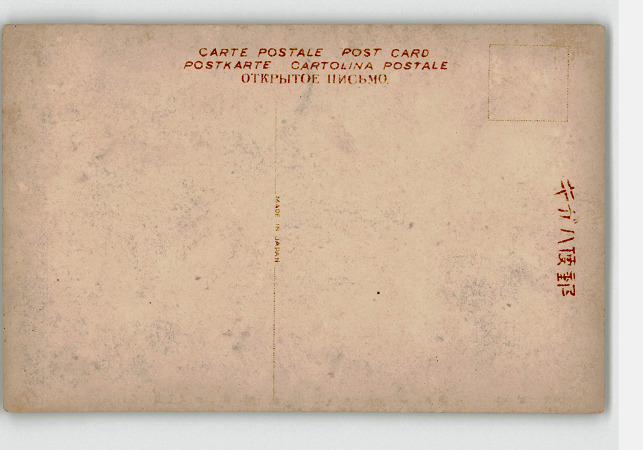 CARTE POSTALE POST CARD
POSTKARTE CARTOLINA POSTALE
ОТКРЫТОЕ ПИСЬМО.
MADE IN JAPAN
郵便ハガキ